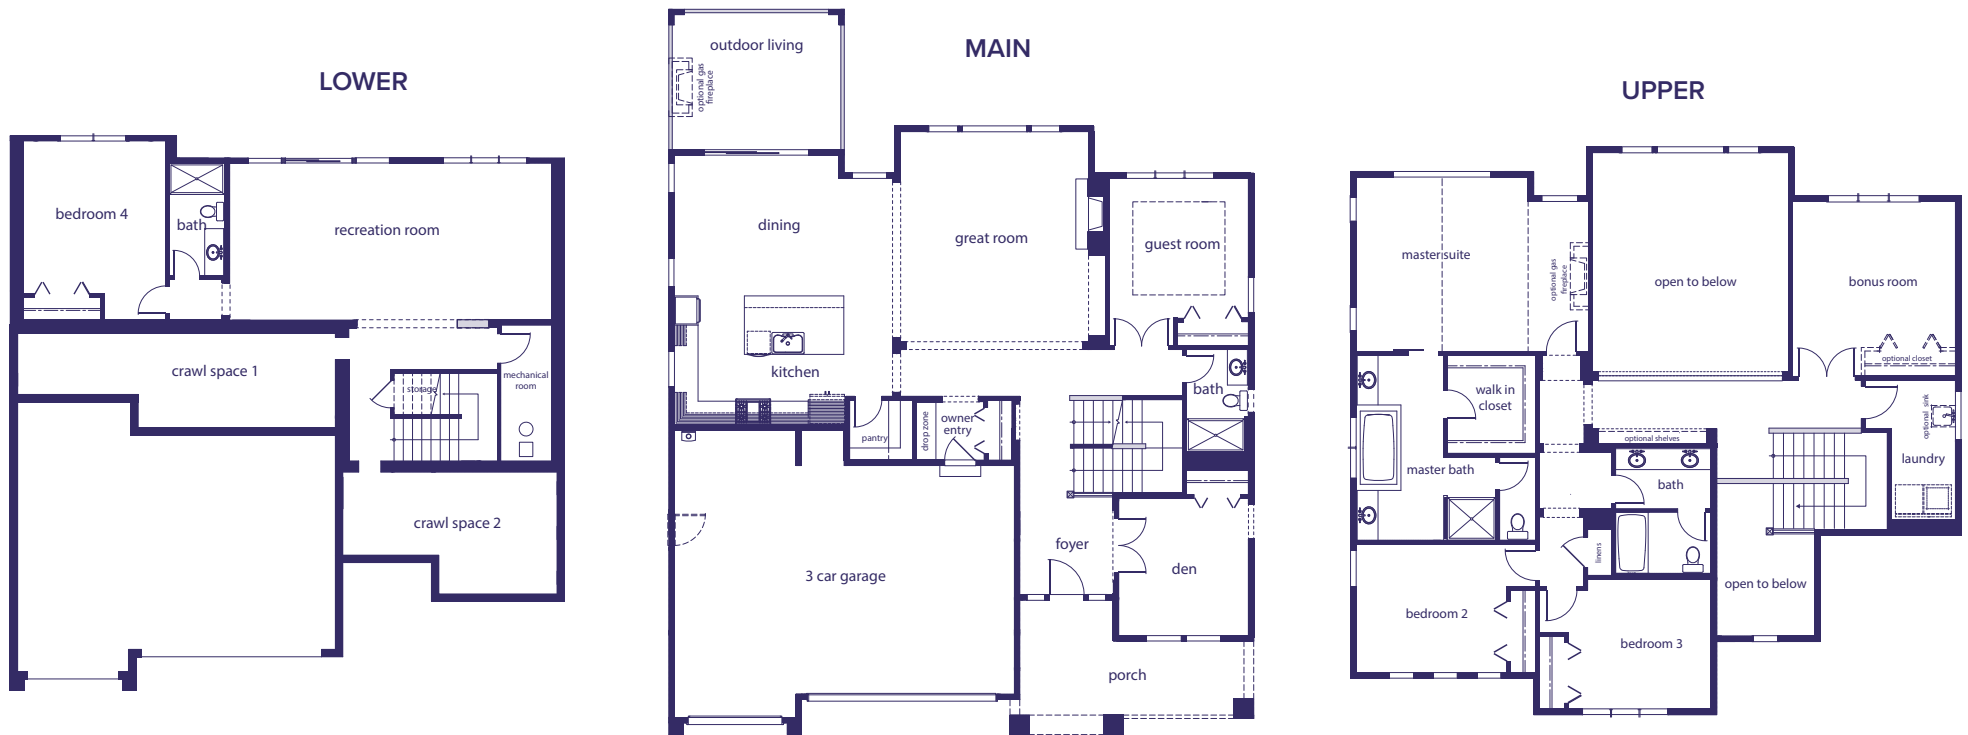 LOWER
bedroom 4
bath
recreation room
crawl space 1
storage
mechanical
room
crawl space 2
MAIN
outdoor living
optional gas
fireplace
dining
great room
guest room
kitchen
pantry
drop zone
owner
entry
bath
foyer
den
3 car garage
porch
UPPER
master suite
optional gas
fireplace
open to below
bonus room
optional closet
walk in
closet
optional shelves
optional sink
master bath
bath
laundry
linens
open to below
bedroom 2
bedroom 3